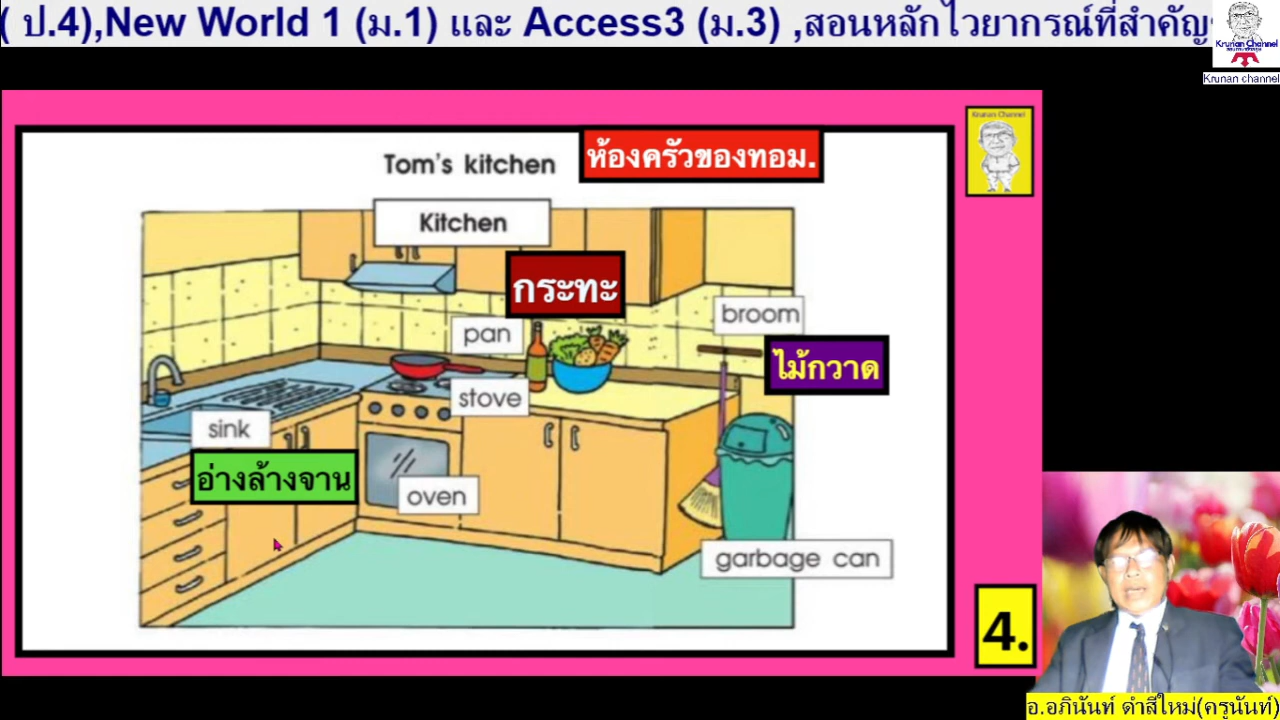 ( ป.4),New World 1 (ม.1) และ Access3 (ม.3) ,สอนหลักไวยากรณ์ที่สำคัญ
Krunan Channel
Krunan channel
Krunan Channel
Tom's kitchen
ห้องครัวของทอม.
Kitchen
กระทะ
pan
broom
ไม้กวาด
stove
sink
อ่างล้างจาน
oven
garbage can
4.
อ.อภินันท์ ดำสีใหม่(ครูนันท์)